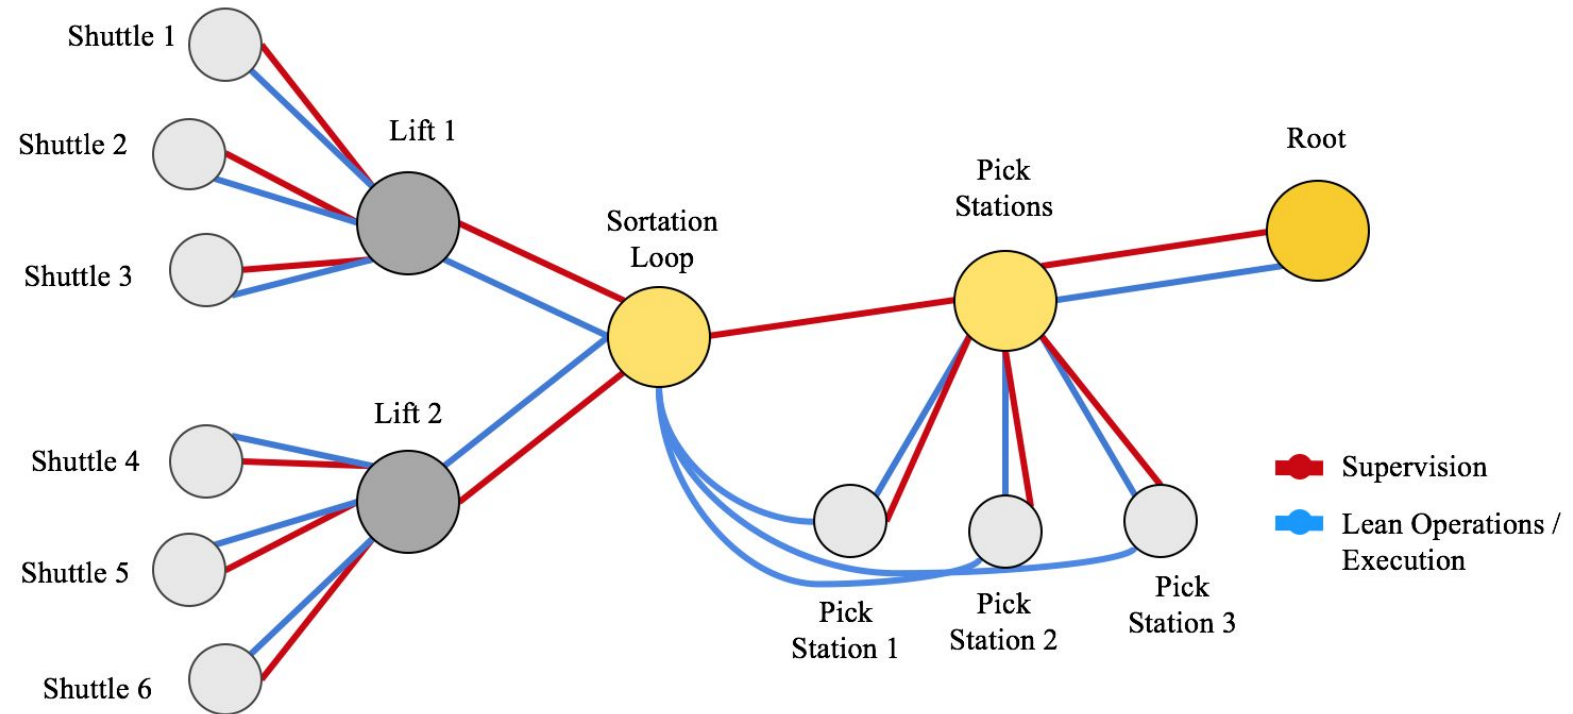 Shuttle 1
Shuttle 2
Shuttle 3
Lift 1
Sortation
Loop
Pick
Stations
Root
Lift 2
Shuttle 4
Shuttle 5
Shuttle 6
Pick
Station 1
Pick
Station 2
Pick
Station 3
Supervision
Lean Operations /
Execution